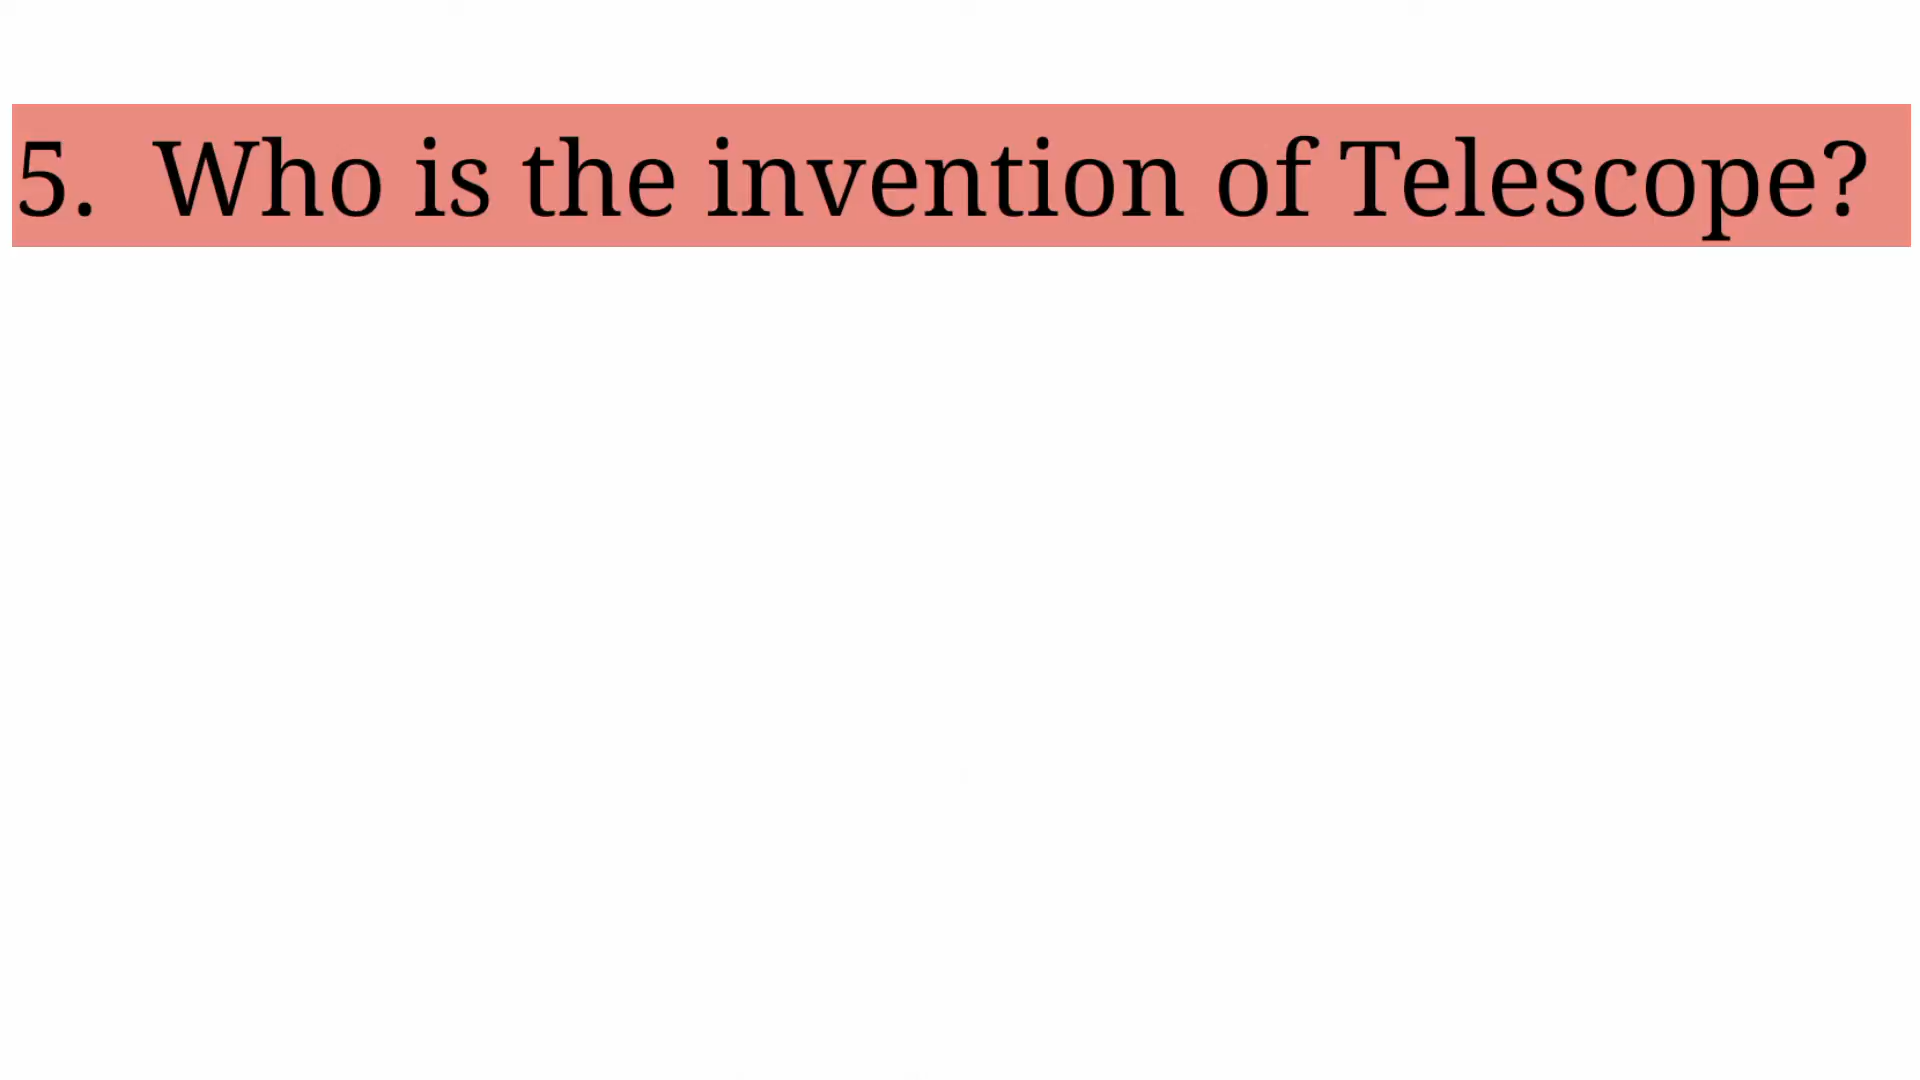 5. Who is the invention of Telescope?